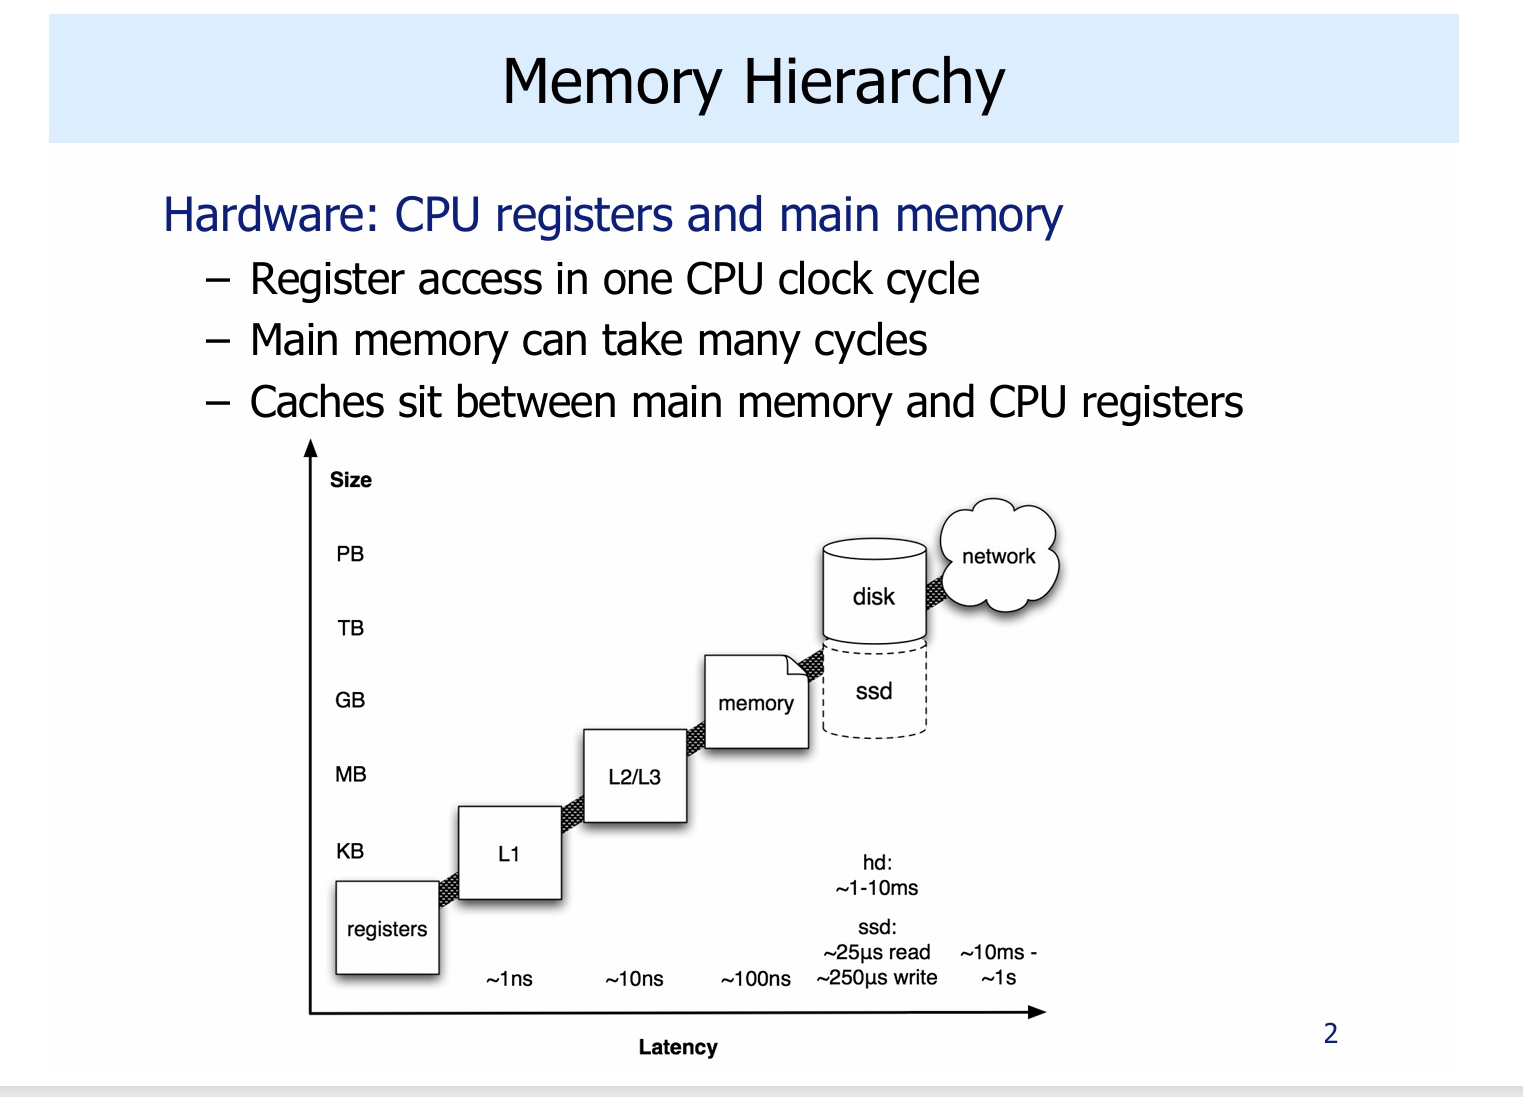 Memory Hierarchy
Hardware: CPU registers and main memory
– Register access in one CPU clock cycle
– Main memory can take many cycles
– Caches sit between main memory and CPU registers
Size
PB
TB
GB
MB
KB
registers
L1
L2/L3
memory
disk
ssd
network
~1ns
~10ns
~100ns
hd:
~1-10ms
ssd:
~25µs read
~250µs write
~10ms -
~1s
Latency
2